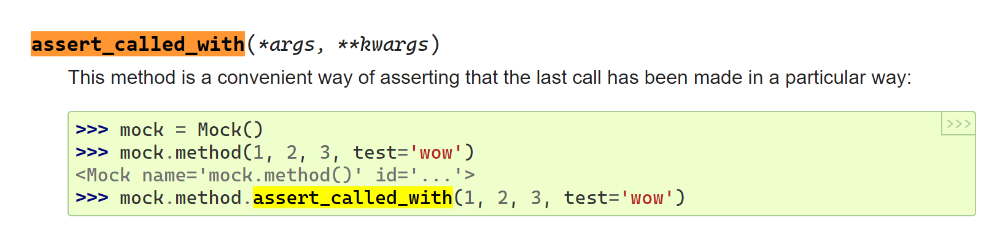 assert_called_with(*args, **kwargs)
This method is a convenient way of asserting that the last call has been made in a particular way:
>>>
>>> mock = Mock()
>>> mock.method(1, 2, 3, test='wow')
<Mock name='mock.method()' id='...'>
>>> mock.method.assert_called_with(1, 2, 3, test='wow')